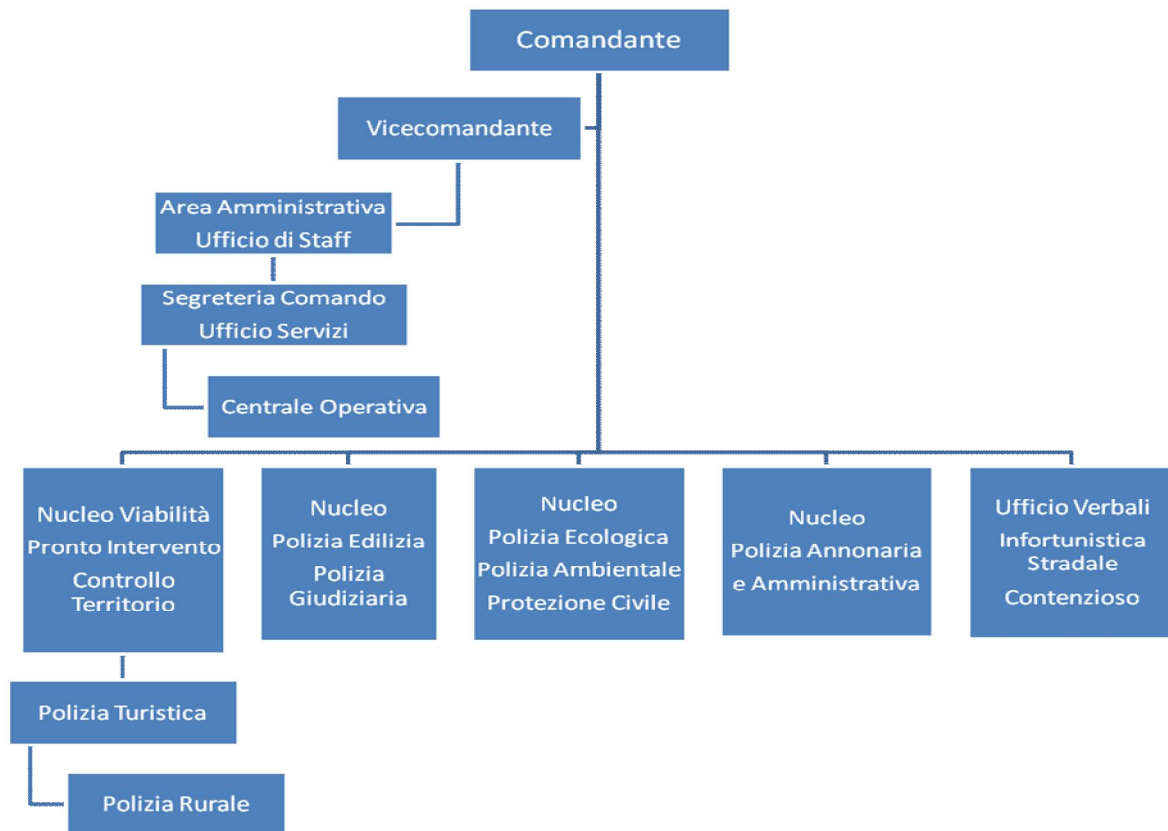 Comandante
Vicecomandante
Area Amministrativa
Ufficio di Staff
Segreteria Comando
Ufficio Servizi
Centrale Operativa
Nucleo Viabilità
Pronto Intervento
Controllo
Territorio
Nucleo
Polizia Edilizia
Polizia
Giudiziaria
Nucleo
Polizia Ecologica
Polizia Ambientale
Protezione Civile
Nucleo
Polizia Annonaria
e Amministrativa
Ufficio Verbali
Infortunistica
Stradale
Contenzioso
Polizia Turistica
Polizia Rurale